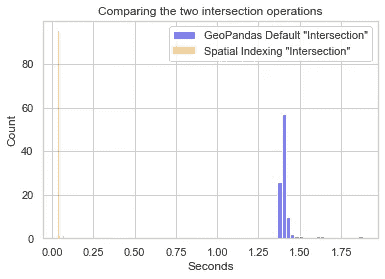 Comparing the two intersection operations
GeoPandas Default "Intersection"
Spatial Indexing "Intersection"
80
60
40
20
0
Count
0.00 0.25 0.50 0.75 1.00 1.25 1.50 1.75
Seconds